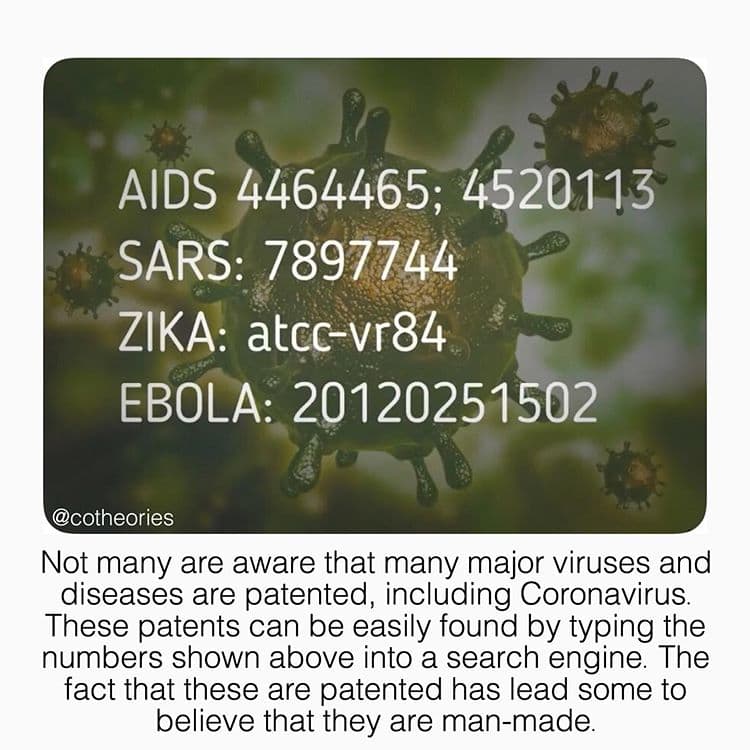 AIDS 4464465; 4520113
SARS: 7897744
ZIKA: atcc-vr84
EBOLA: 20120251502
@cotheories
Not many are aware that many major viruses and
diseases are patented, including Coronavirus.
These patents can be easily found by typing the
numbers shown above into a search engine. The
fact that these are patented has lead some to
believe that they are man-made.